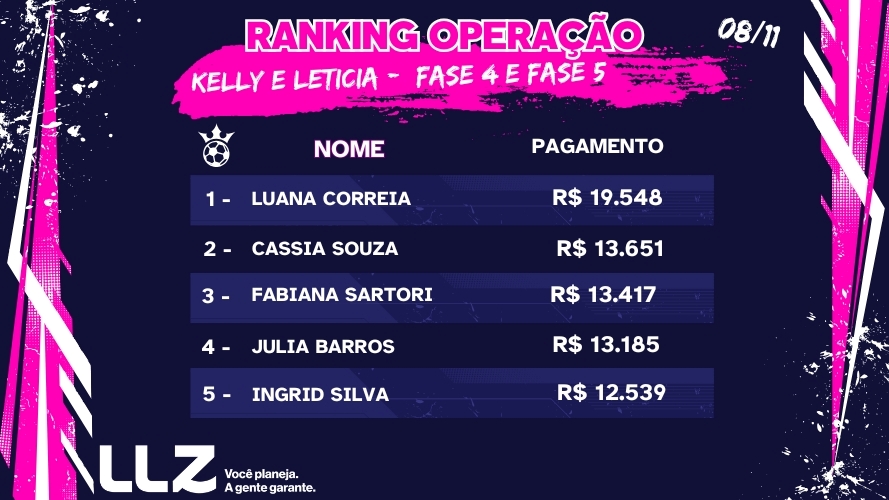 RANKING OPERAÇÃO
08/11
KELLY E LETICIA - FASE 4 E FASE 5
NOME PAGAMENTO
1 - LUANA CORREIA R$ 19.548
2 - CASSIA SOUZA R$ 13.651
3 - FABIANA SARTORI R$ 13.417
4 - JULIA BARROS R$ 13.185
5 - INGRID SILVA R$ 12.539
LLZ
Você planeja.
A gente garante.